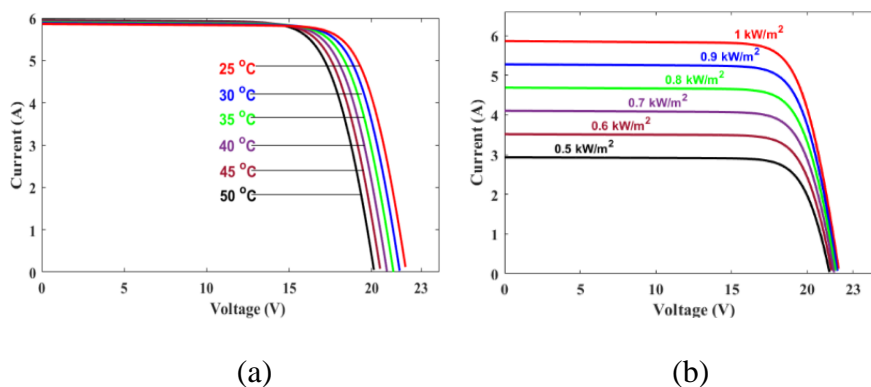 6
5
4
3
2
1
0
Current (A)
25 °C
30 °C
35 °C
40 °C
45 °C
50 °C
0
5
10
15
20
23
Voltage (V)
(a)
6
5
4
3
2
1
0
Current (A)
1 kW/m²
0.9 kW/m²
0.8 kW/m²
0.7 kW/m²
0.6 kW/m²
0.5 kW/m²
0
5
10
15
20
23
Voltage (V)
(b)